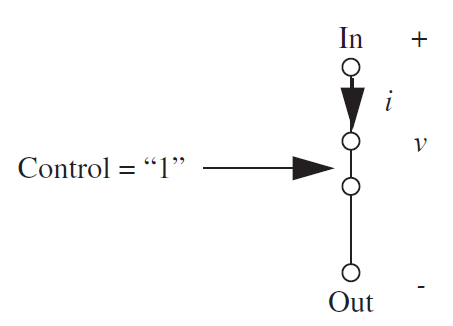 In +
i
v
Control = “1”
Out -